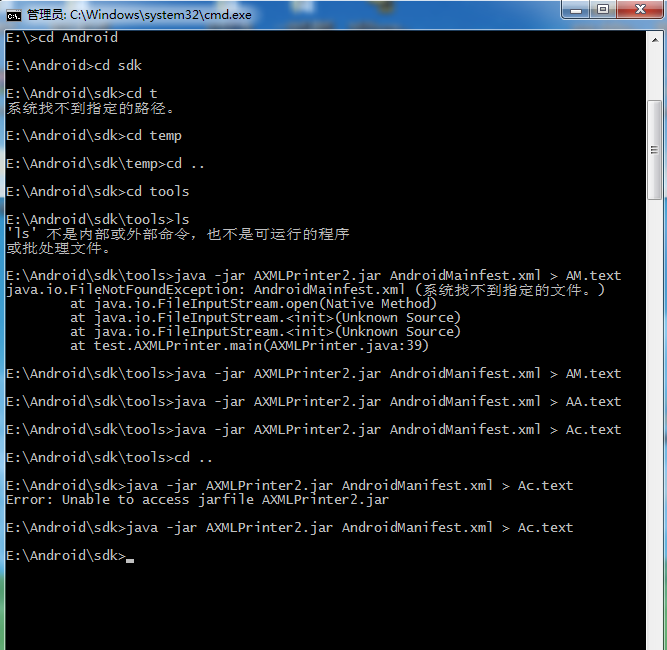 管理员: C:\Windows\system32\cmd.exe
E:\>cd Android
E:\Android>cd sdk
E:\Android\sdk>cd t
系统找不到指定的路径。
E:\Android\sdk>cd temp
E:\Android\sdk\temp>cd ..
E:\Android\sdk>cd tools
E:\Android\sdk\tools>ls
'ls' 不是内部或外部命令，也不是可运行的程序
或批处理文件。
E:\Android\sdk\tools>java -jar AXMLPrinter2.jar AndroidMainfest.xml > AM.text
java.io.FileNotFoundException: AndroidMainfest.xml (系统找不到指定的文件。)
at java.io.FileInputStream.open(Native Method)
at java.io.FileInputStream.<init>(Unknown Source)
at java.io.FileInputStream.<init>(Unknown Source)
at test.AXMLPrinter.main(AXMLPrinter.java:39)
E:\Android\sdk\tools>java -jar AXMLPrinter2.jar AndroidManifest.xml > AM.text
E:\Android\sdk\tools>java -jar AXMLPrinter2.jar AndroidManifest.xml > AA.text
E:\Android\sdk\tools>java -jar AXMLPrinter2.jar AndroidManifest.xml > Ac.text
E:\Android\sdk\tools>cd ..
E:\Android\sdk>java -jar AXMLPrinter2.jar AndroidManifest.xml > Ac.text
Error: Unable to access jarfile AXMLPrinter2.jar
E:\Android\sdk>java -jar AXMLPrinter2.jar AndroidManifest.xml > Ac.text
E:\Android\sdk>